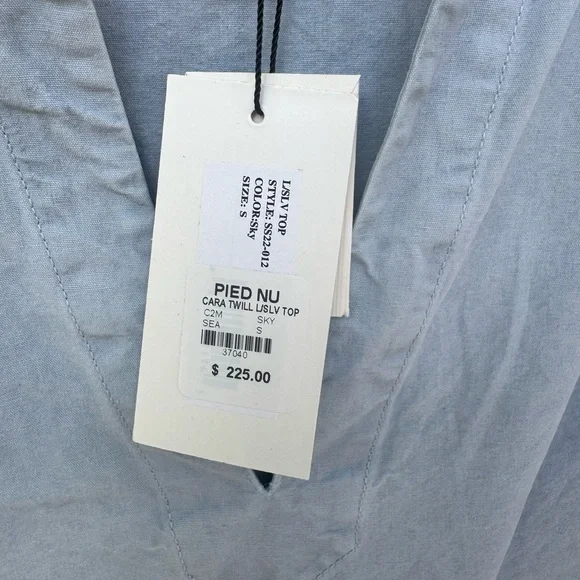 L/SLV TOP
STYLE: SS22-012
COLOR:Sky
SIZE: S
PIED NU
CARA TWILL L/SLV TOP
C2M SKY
SEA S
37040
$ 225.00